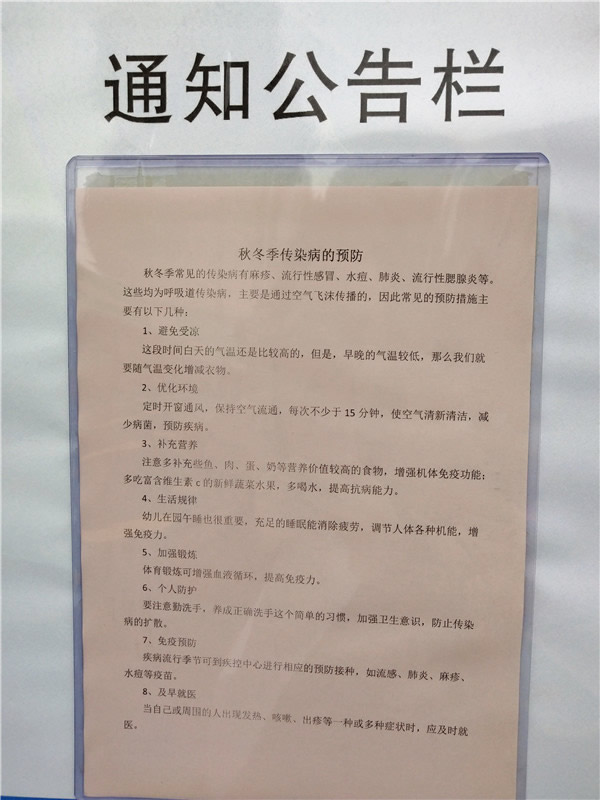 通知公告栏
秋冬季传染病的预防
秋冬季常见的传染病有麻疹、流行性感冒、水痘、肺炎、流行性腮腺炎等。
这些均为呼吸道传染病，主要是通过空气飞沫传播的，因此常见的预防措施主
要有以下几种：
1、避免受凉
这段时间白天的气温还是比较高的，但是，早晚的气温较低，那么我们就
要随气温变化增减衣物。
2、优化环境
定时开窗通风，保持空气流通，每次不少于 15 分钟，使空气清新清洁，减
少病菌，预防疾病。
3、补充营养
注意多补充些鱼、肉、蛋、奶等营养价值较高的食物，增强机体免疫功能；
多吃富含维生素 c 的新鲜蔬菜水果，多喝水，提高抗病能力。
4、生活规律
幼儿在园午睡也很重要，充足的睡眠能消除疲劳，调节人体各种机能，增
强免疫力。
5、加强锻炼
体育锻炼可增强血液循环，提高免疫力。
6、个人防护
要注意勤洗手，养成正确洗手这个简单的习惯，加强卫生意识，防止传染
病的扩散。
7、免疫预防
疾病流行季节可到疾控中心进行相应的预防接种，如流感、肺炎、麻疹、
水痘等疫苗。
8、及早就医
当自己或周围的人出现发热、咳嗽、出疹等一种或多种症状时，应及时就
医。